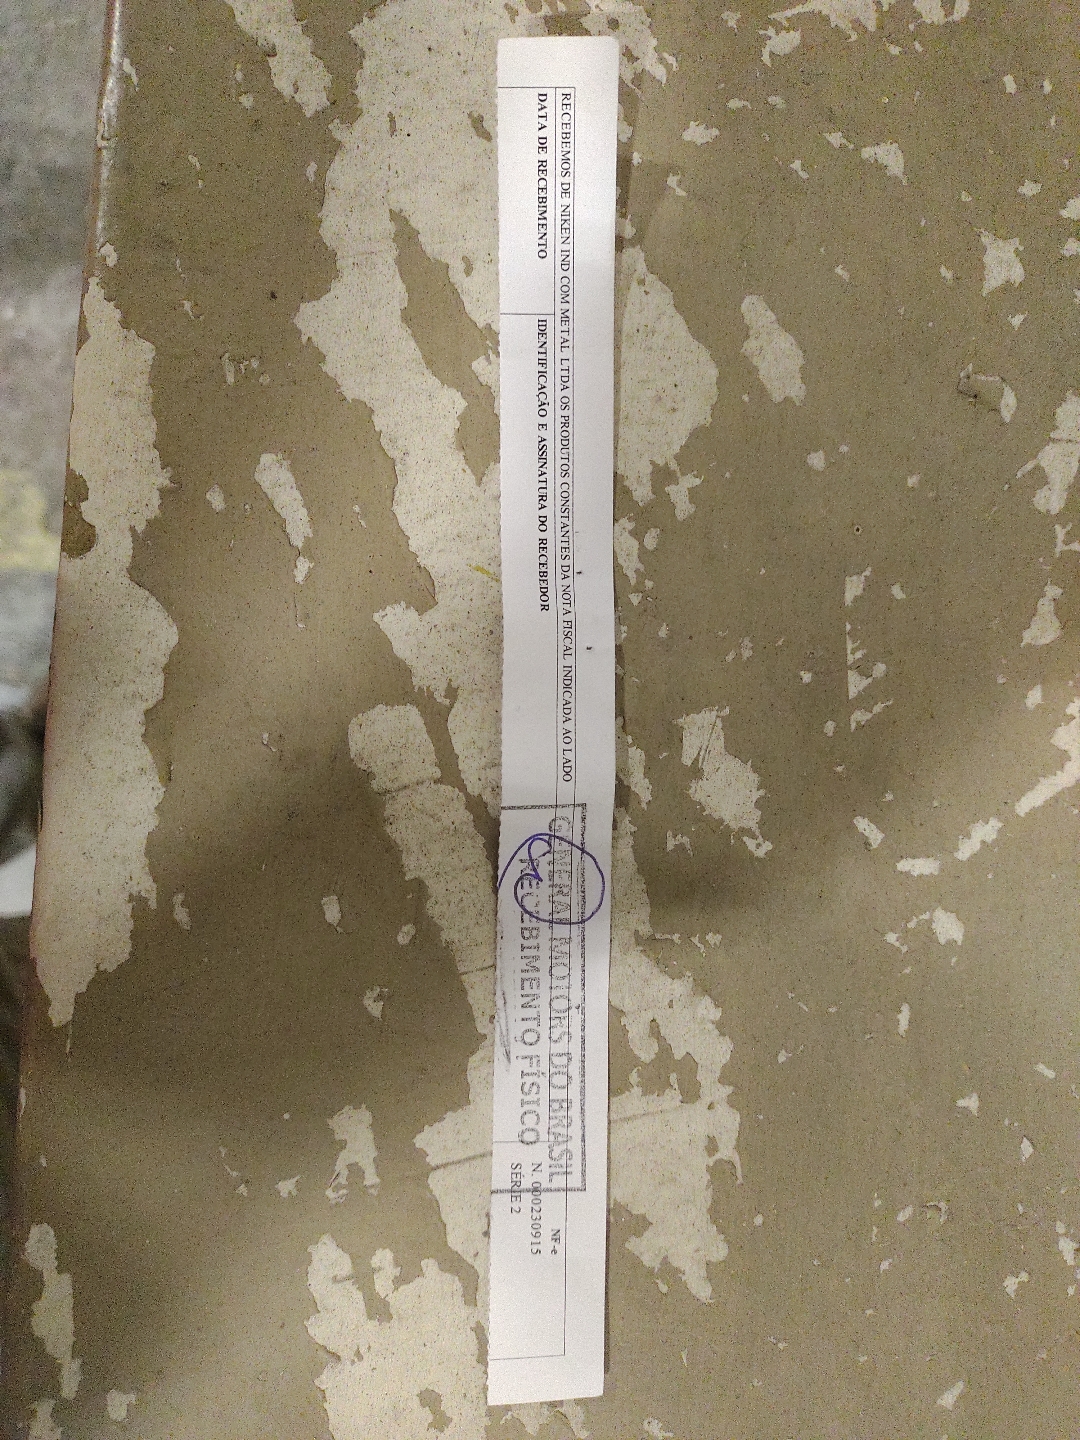 RECEBEMOS DE NIKEN IND COM METAL LTDA OS PRODUTOS CONSTANTES DA NOTA FISCAL INDICADA AO LADO
DATA DE RECEBIMENTO
IDENTIFICAÇÃO E ASSINATURA DO RECEBEDOR
GENERAL MOTORS DO BRASIL
RECEBIMENTO FÍSICO
NF-e
N. 000230915
SÉRIE 2